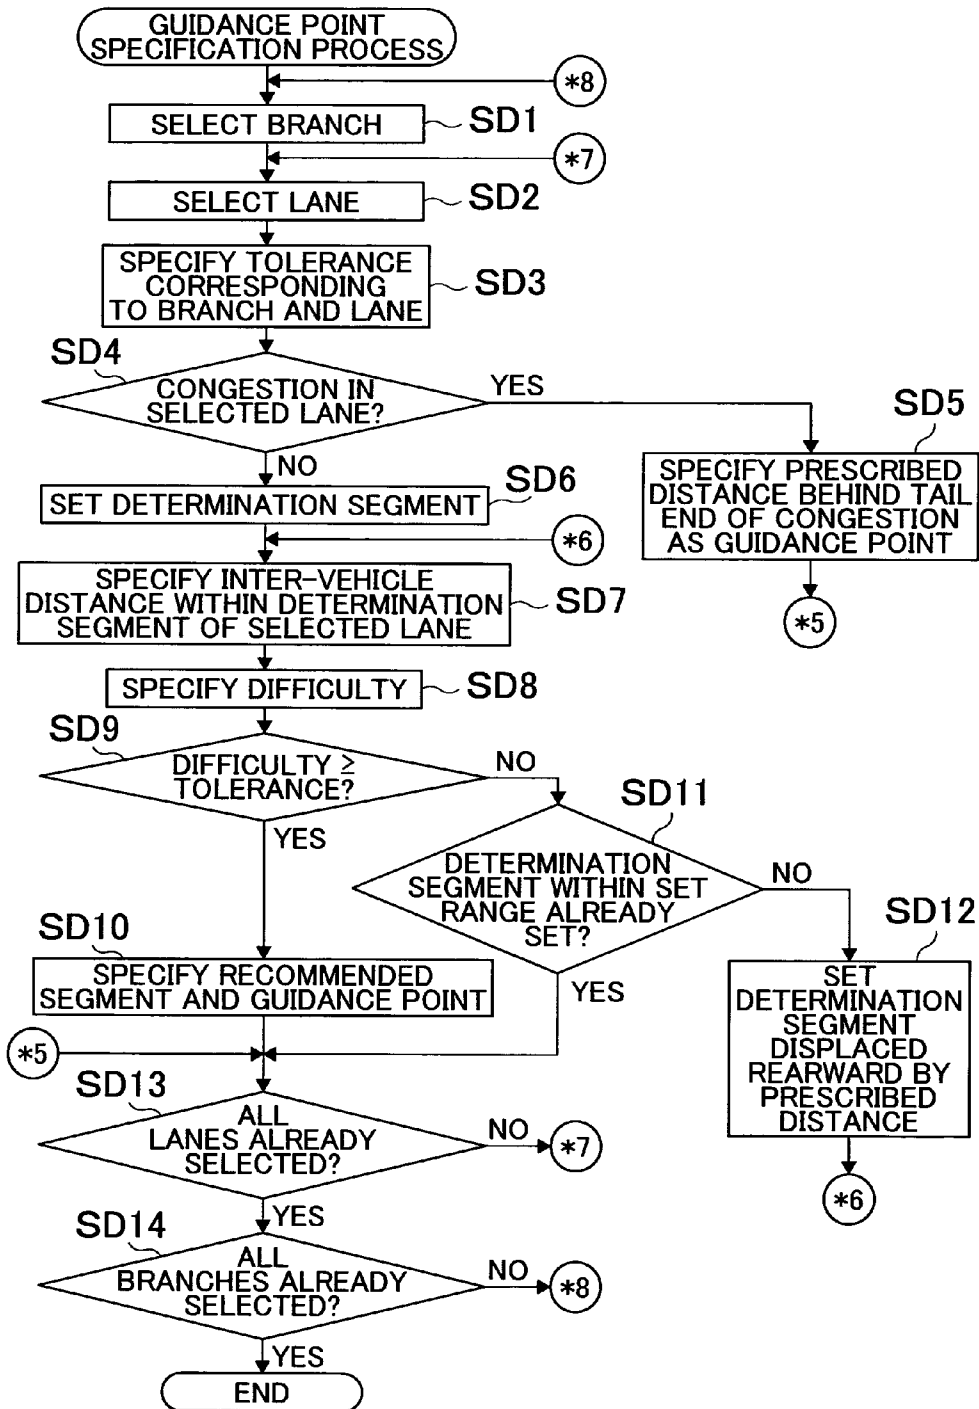 GUIDANCE POINT
SPECIFICATION PROCESS
*8
SELECT BRANCH
SD1
*7
SELECT LANE
SD2
SPECIFY TOLERANCE
CORRESPONDING
TO BRANCH AND LANE
SD3
SD4
CONGESTION IN
SELECTED LANE?
YES
NO
SD5
SPECIFY PRESCRIBED
DISTANCE BEHIND TAIL
END OF CONGESTION
AS GUIDANCE POINT
*5
SET DETERMINATION SEGMENT
SD6
*6
SPECIFY INTER-VEHICLE
DISTANCE WITHIN DETERMINATION
SEGMENT OF SELECTED LANE
SD7
SPECIFY DIFFICULTY
SD8
SD9
DIFFICULTY ≥
TOLERANCE?
NO
YES
SD11
DETERMINATION
SEGMENT WITHIN SET
RANGE ALREADY
SET?
NO
YES
SD12
SET
DETERMINATION
SEGMENT
DISPLACED
REARWARD BY
PRESCRIBED
DISTANCE
*6
SD10
SPECIFY RECOMMENDED
SEGMENT AND GUIDANCE POINT
*5
SD13
ALL
LANES ALREADY
SELECTED?
NO
*7
YES
SD14
ALL
BRANCHES ALREADY
SELECTED?
NO
*8
YES
END